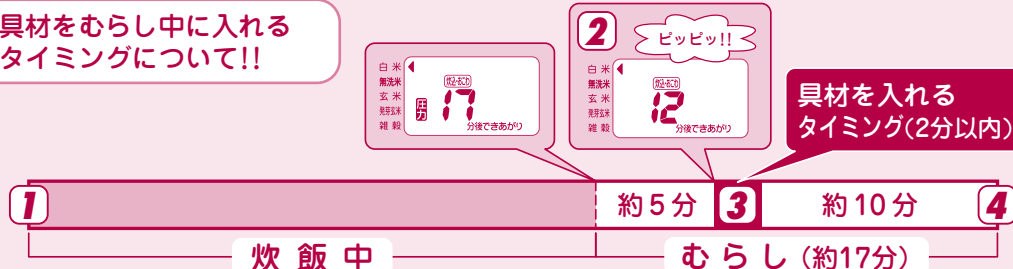 具材をむらし中に入れる
タイミングについて!!
白米
無洗米
玄米
発芽玄米
雑穀
炊込・おこわ
圧力
17
分後できあがり
2
ピッピッ!!
白米
無洗米
玄米
発芽玄米
雑穀
炊込・おこわ
12
分後できあがり
具材を入れる
タイミング(2分以内)
1
約5分
3
約10分
4
炊飯中
むらし(約17分)